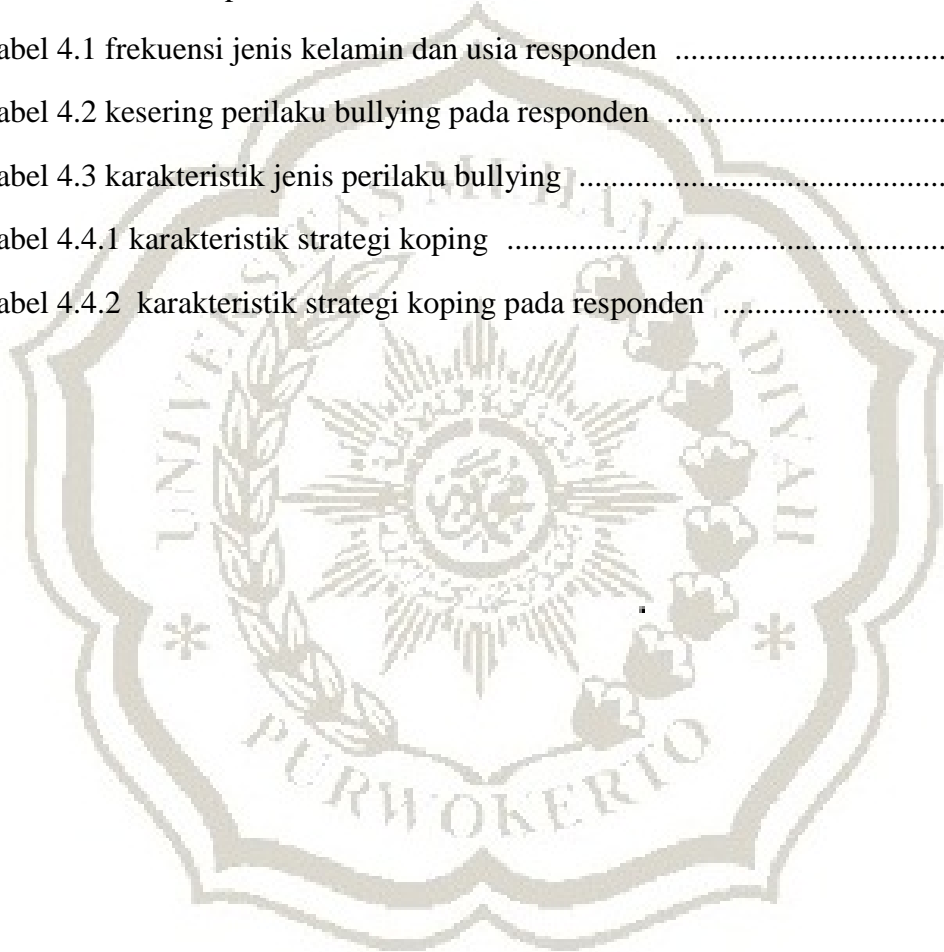 abel 4.1 frekuensi jenis kelamin dan usia responden ....................................
abel 4.2 kesering perilaku bullying pada responden .....................................
abel 4.3 karakteristik jenis perilaku bullying ................................................
abel 4.4.1 karakteristik strategi koping .........................................................
abel 4.4.2 karakteristik strategi koping pada responden .............................
UNIVERSITAS MUHAMMADIYAH
PURWOKERTO